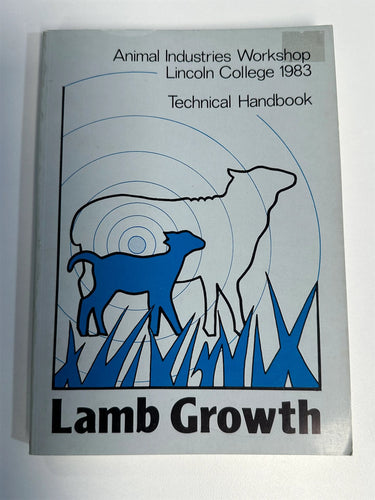 Animal Industries Workshop
Lincoln College 1983
Technical Handbook
Lamb Growth